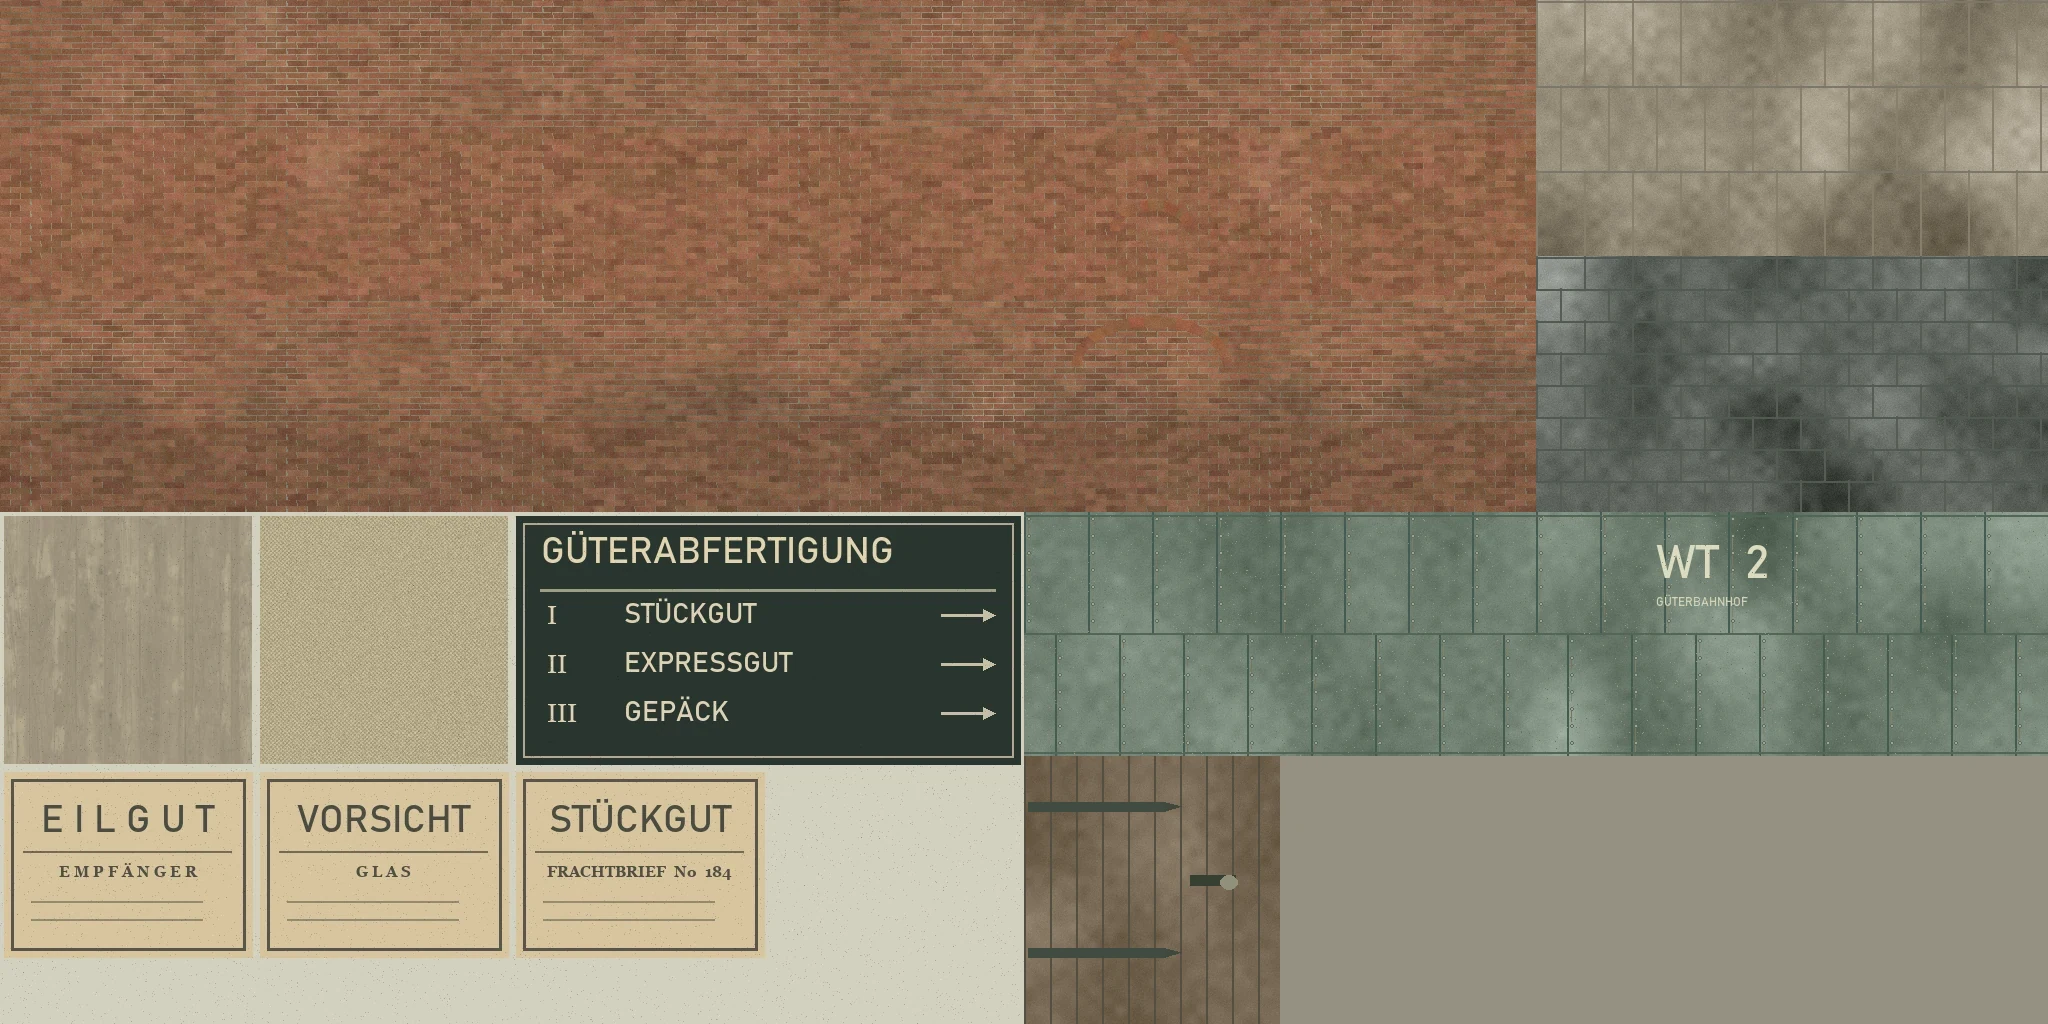 GÜTERABFERTIGUNG
I STÜCKGUT
II EXPRESSGUT
III GEPÄCK
WT 2
GÜTERBAHNHOF
EILGUT
EMPFÄNGER
VORSICHT
GLAS
STÜCKGUT
FRACHTBRIEF No 184